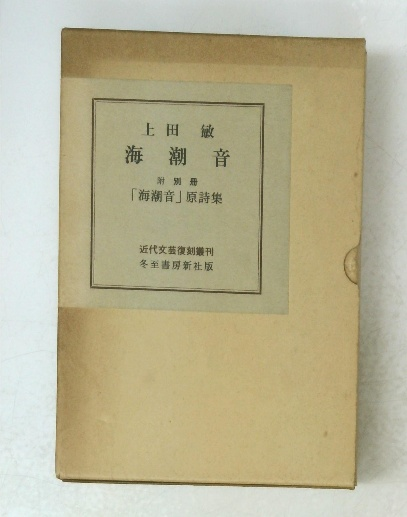 上田 敏
海潮音
附別冊
「海潮音」原詩集
近代文芸復刻叢刊
冬至書房新社版